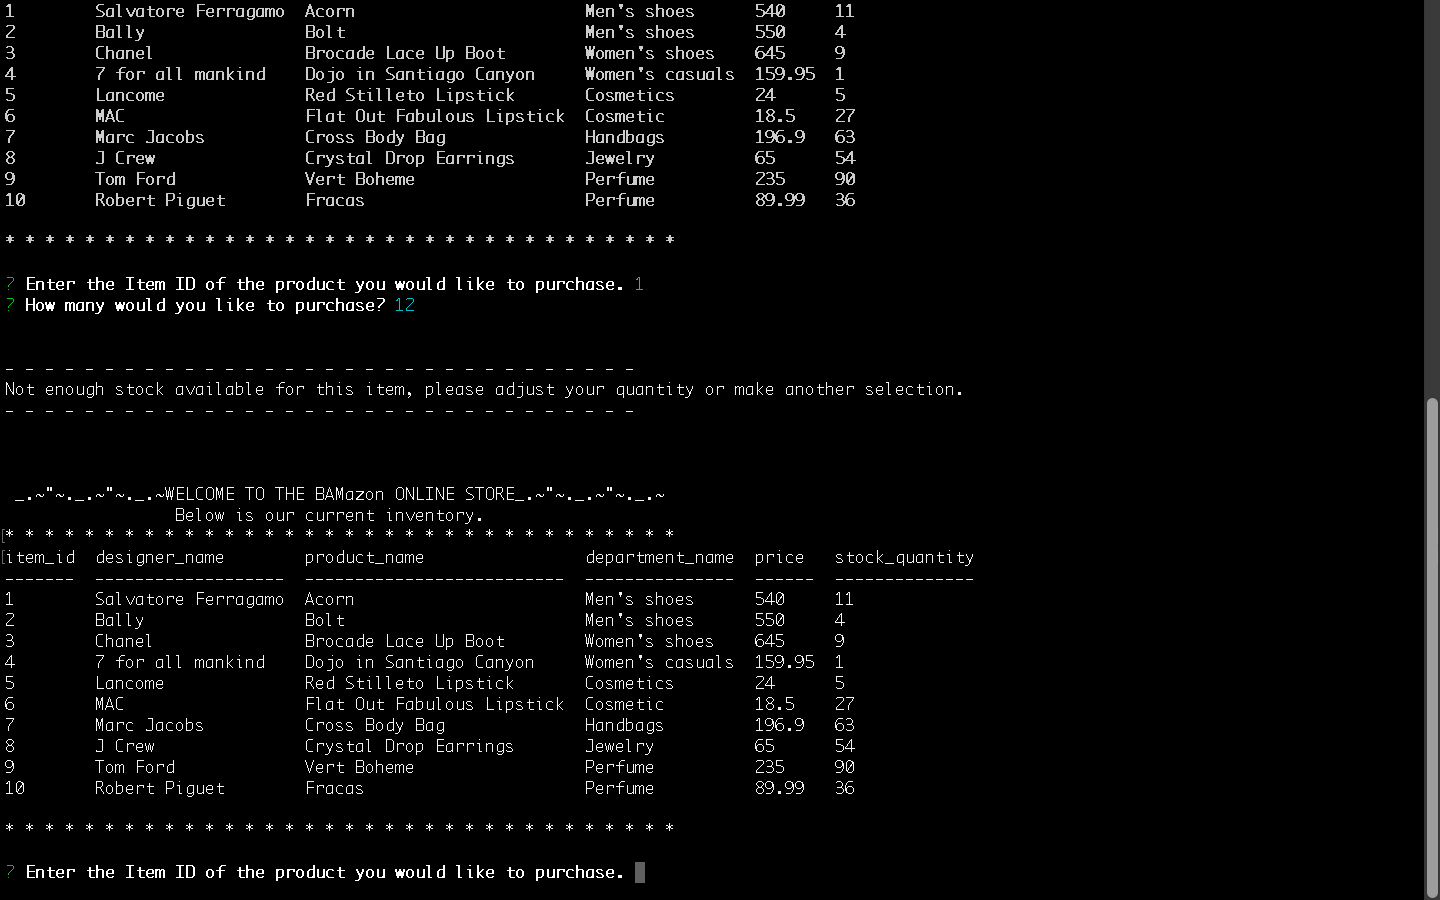 1 Salvatore Ferragamo Acorn Men's shoes 540 11
2 Bally Bolt Men's shoes 550 4
3 Chanel Brocade Lace Up Boot Women's shoes 645 9
4 7 for all mankind Dojo in Santiago Canyon Women's casuals 159.95 1
5 Lancome Red Stilleto Lipstick Cosmetics 24 5
6 MAC Flat Out Fabulous Lipstick Cosmetic 18.5 27
7 Marc Jacobs Cross Body Bag Handbags 196.9 63
8 J Crew Crystal Drop Earrings Jewelry 65 54
9 Tom Ford Vert Boheme Perfume 235 90
10 Robert Piguet Fracas Perfume 89.99 36
* * * * * * * * * * * * * * * * * * * * * * * * * * * * * * * * * *
? Enter the Item ID of the product you would like to purchase. 1
? How many would you like to purchase? 12
- - - - - - - - - - - - - - - - - - - - - - - - - - - - - - - -
Not enough stock available for this item, please adjust your quantity or make another selection.
- - - - - - - - - - - - - - - - - - - - - - - - - - - - - - - -
_.~"~._.~"~._.~WELCOME TO THE BAMazon ONLINE STORE_.~"~._.~"~._.~
Below is our current inventory.
* * * * * * * * * * * * * * * * * * * * * * * * * * * * * * * * * *
item_id designer_name product_name department_name price stock_quantity
------- ------------------- -------------------------- --------------- ------ --------------
1 Salvatore Ferragamo Acorn Men's shoes 540 11
2 Bally Bolt Men's shoes 550 4
3 Chanel Brocade Lace Up Boot Women's shoes 645 9
4 7 for all mankind Dojo in Santiago Canyon Women's casuals 159.95 1
5 Lancome Red Stilleto Lipstick Cosmetics 24 5
6 MAC Flat Out Fabulous Lipstick Cosmetic 18.5 27
7 Marc Jacobs Cross Body Bag Handbags 196.9 63
8 J Crew Crystal Drop Earrings Jewelry 65 54
9 Tom Ford Vert Boheme Perfume 235 90
10 Robert Piguet Fracas Perfume 89.99 36
* * * * * * * * * * * * * * * * * * * * * * * * * * * * * * * * * *
? Enter the Item ID of the product you would like to purchase.